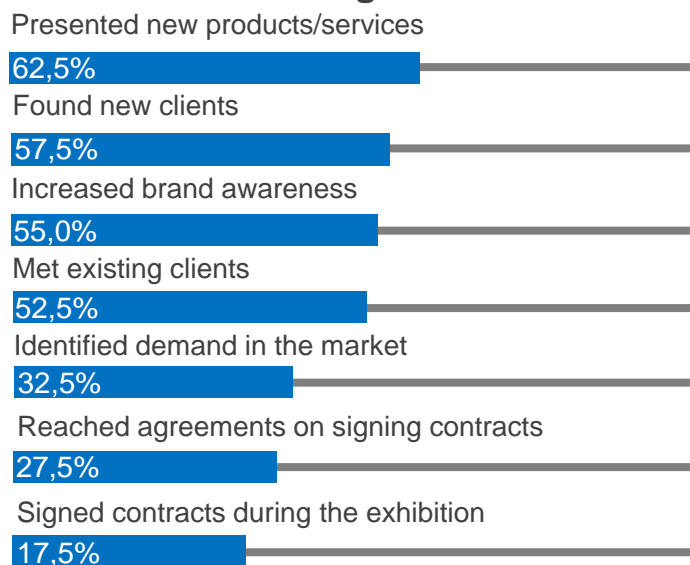 Presented new products/services
62,5%
Found new clients
57,5%
Increased brand awareness
55,0%
Met existing clients
52,5%
Identified demand in the market
32,5%
Reached agreements on signing contracts
27,5%
Signed contracts during the exhibition
17,5%